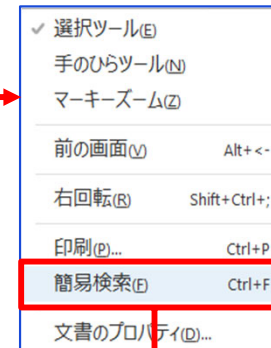 選択ツール(E)
手のひらツール(N)
マーキーズーム(Z)
前の画面(V) Alt+<-
右回転(R) Shift+Ctrl+;
印刷(P)... Ctrl+P
簡易検索(F) Ctrl+F
文書のプロパティ(D)...